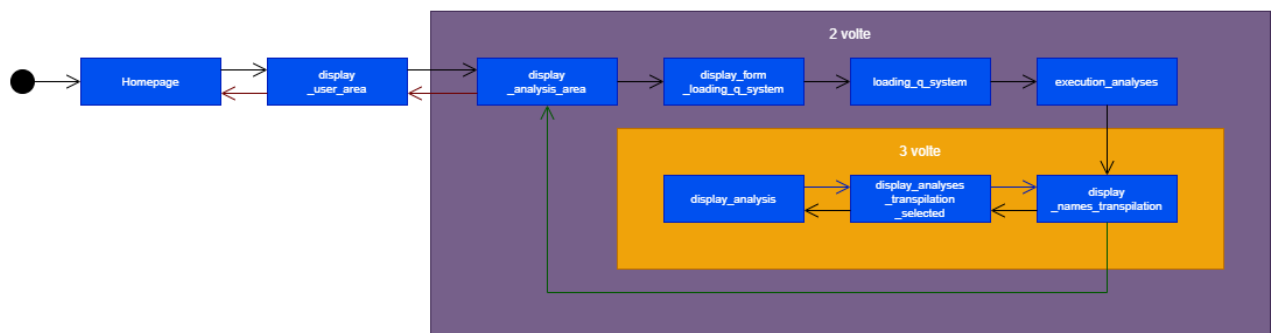 2 volte
Homepage
display
_user_area
display
_analysis_area
display_form
_loading_q_system
loading_q_system
execution_analyses
3 volte
display_analysis
display_analyses
_transpilation
_selected
display
_names_transpilation